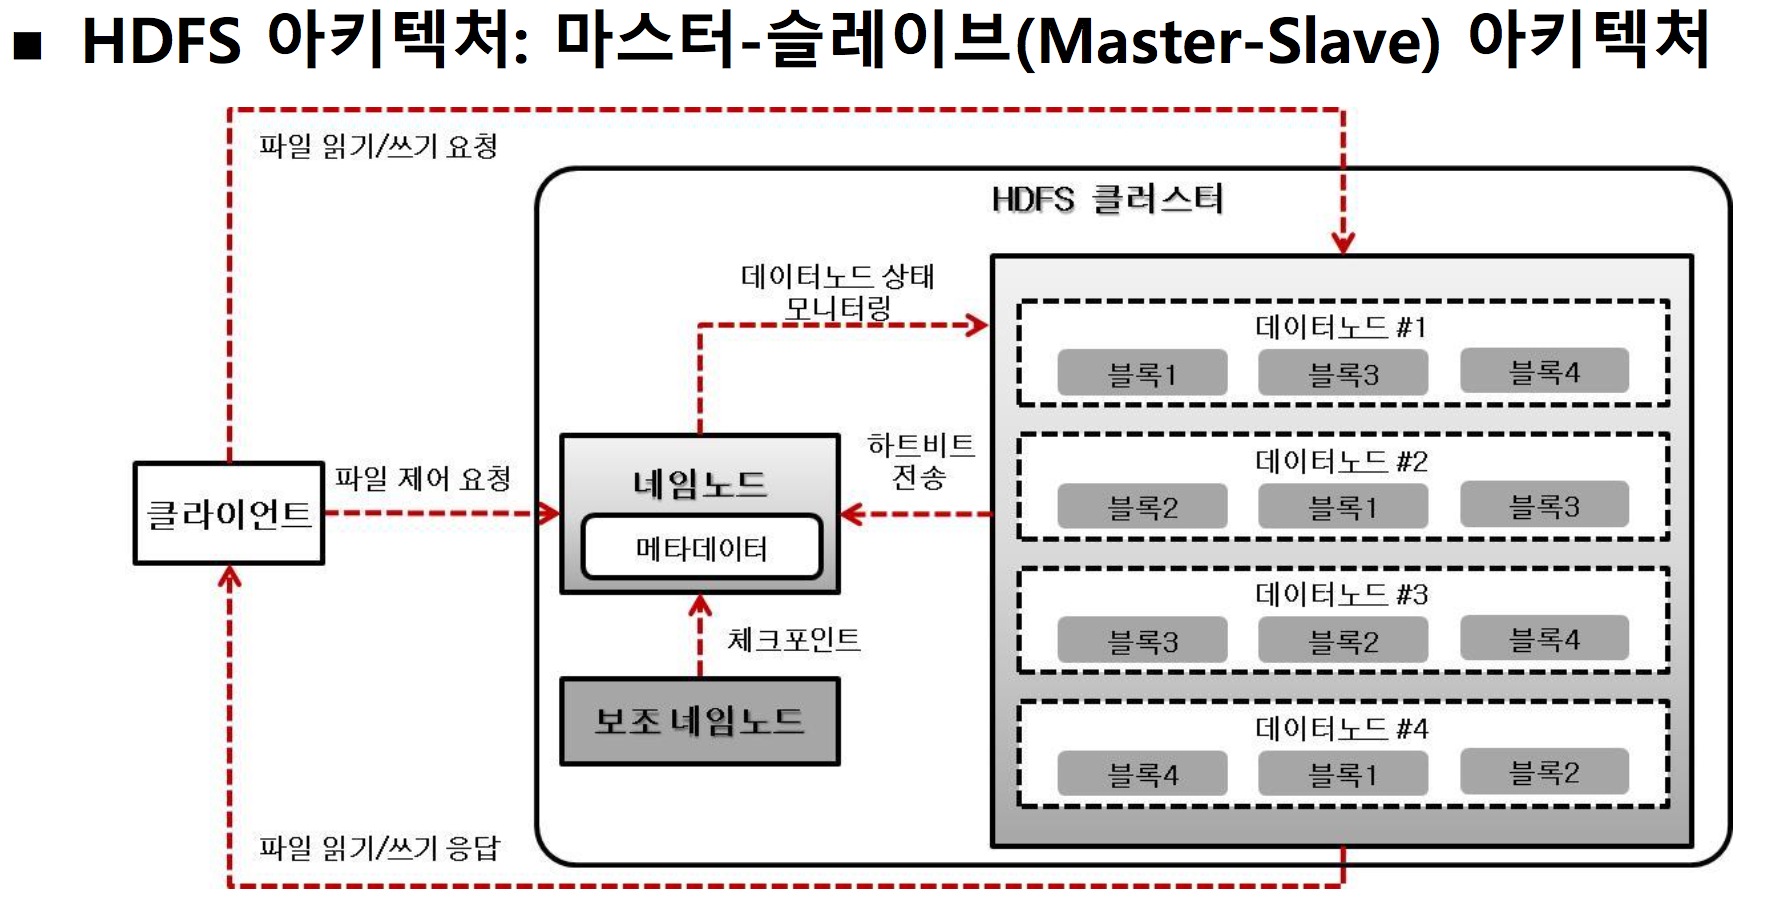 ■ HDFS 아키텍처: 마스터-슬레이브(Master-Slave) 아키텍처
파일 읽기/쓰기 요청
HDFS 클러스터
데이터노드 상태
모니터링
데이터노드 #1
블록1 블록3 블록4
하트비트
전송
데이터노드 #2
블록2 블록1 블록3
클라이언트
파일 제어 요청
네임노드
메타데이터
체크포인트
보조 네임노드
데이터노드 #3
블록3 블록2 블록4
데이터노드 #4
블록4 블록1 블록2
파일 읽기/쓰기 응답